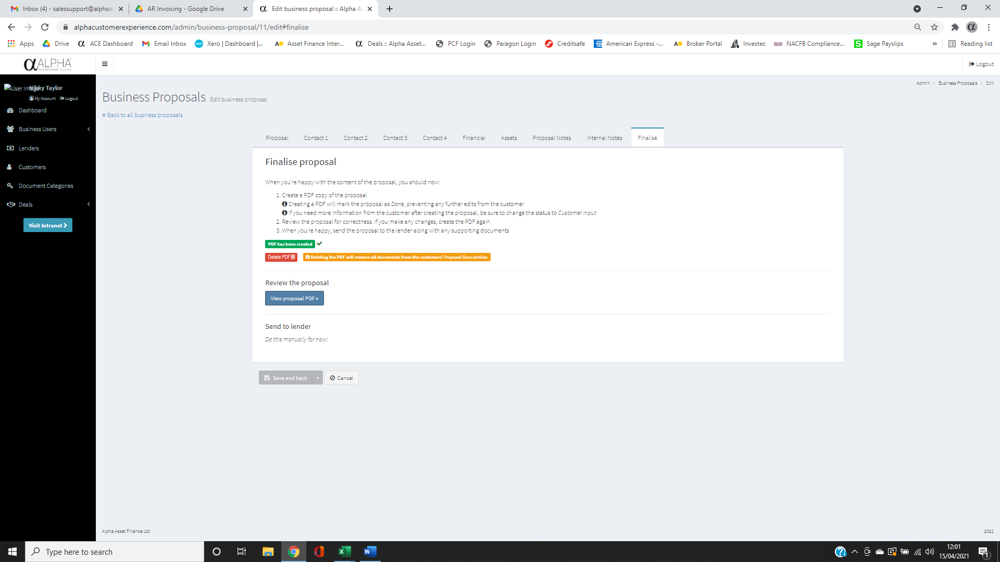 Inbox (4) - salessupport@alphaas
AR Invoicing - Google Drive
Edit business proposal :: Alpha A
alphacustomerexperience.com/admin/business-proposal/11/edit#finalise
Apps
Drive
ACE Dashboard
Email Inbox
Xero | Dashboard |...
Asset Finance Inter...
Deals :: Alpha Asset...
PCF Login
Paragon Login
Creditsafe
American Express -...
Broker Portal
Investec
NACFB Compliance...
Sage Payslips
»
Reading list
αALPHA
www.alphaassetfinance.com
Logout
User Image
Nikky Taylor
My Account Logout
Dashboard
Business Users
Lenders
Customers
Document Categories
Deals
Visit Intranet
Admin > Business Proposals > Edit
Business Proposals Edit business proposal.
« Back to all business proposals
Proposal
Contact 1
Contact 2
Contact 3
Contact 4
Financial
Assets
Proposal Notes
Internal Notes
Finalise
Finalise proposal
When you're happy with the content of the proposal, you should now:
1. Create a PDF copy of the proposal
Creating a PDF will mark the proposal as Done, preventing any further edits from the customer
If you need more information from the customer after creating the proposal, be sure to change the status to Customer input
2. Review the proposal for correctness. If you make any changes, create the PDF again
3. When you're happy, send the proposal to the lender along with any supporting documents
PDF has been created
Delete PDF
Deleting the PDF will remove all documents from the customers' Proposal Docs section
Review the proposal
View proposal PDF »
Send to lender
Do this manually for now!
Save and back
Cancel
Alpha Asset Finance Ltd
2021
Type here to search
12:01
15/04/2021
1